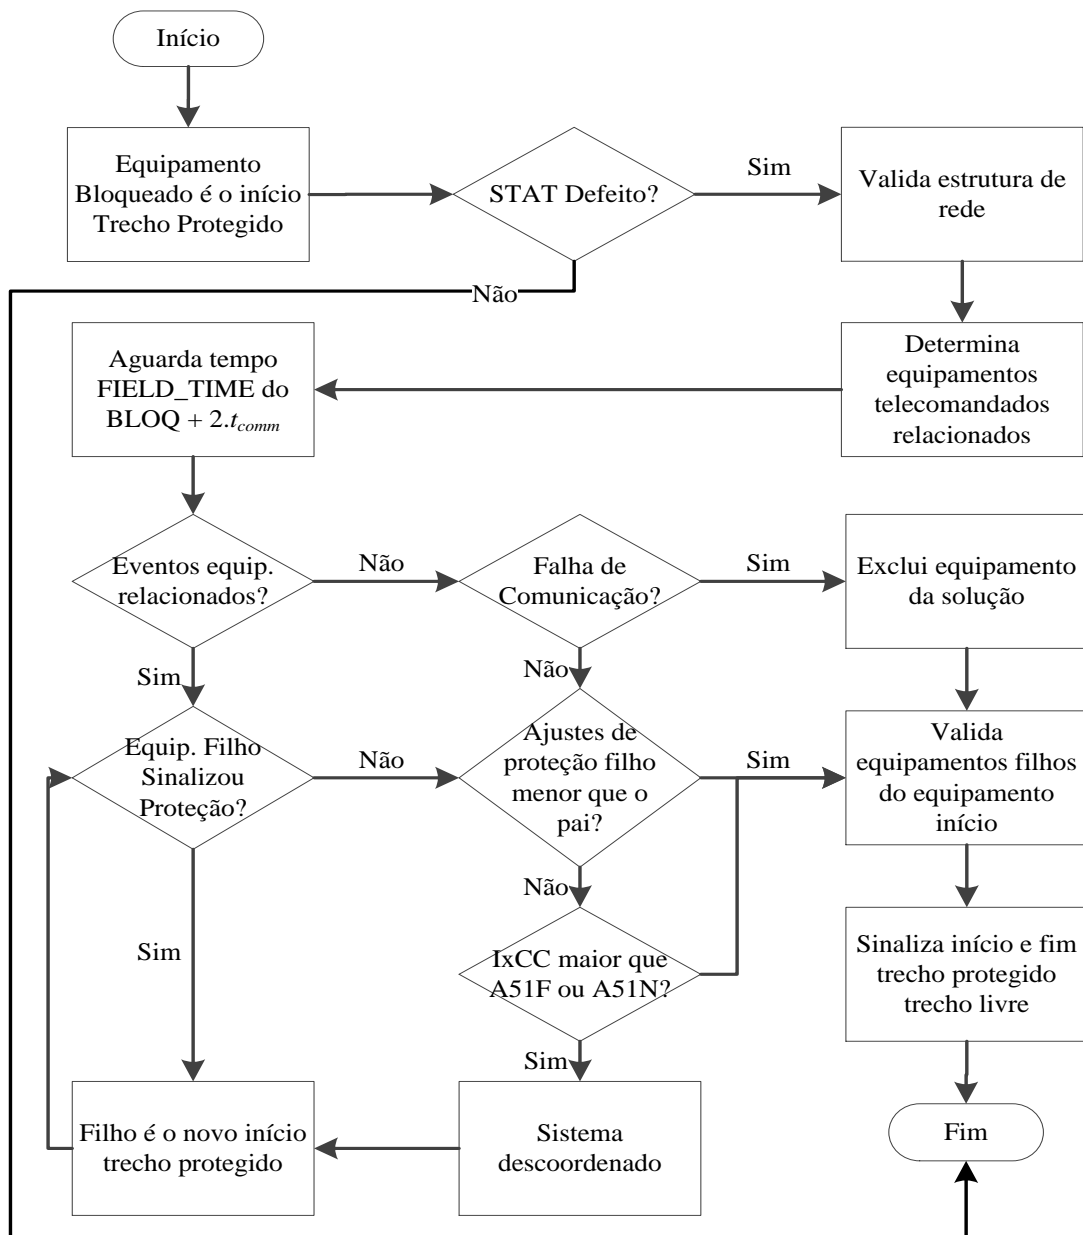 Início
Equipamento
Bloqueado é o início
Trecho Protegido
STAT Defeito?
Sim
Valida estrutura de
rede
Não
Aguarda tempo
FIELD_TIME do
BLOQ + 2.tcomm
Determina
equipamentos
telecomandados
relacionados
Eventos equip.
relacionados?
Não
Falha de
Comunicação?
Sim
Exclui equipamento
da solução
Sim
Não
Equip. Filho
Sinalizou
Proteção?
Não
Ajustes de
proteção filho
menor que o
pai?
Sim
Valida
equipamentos filhos
do equipamento
início
Não
Sim
IxCC maior que
A51F ou A51N?
Sinaliza início e fim
trecho protegido
trecho livre
Sim
Filho é o novo início
trecho protegido
Sistema
descoordenado
Fim